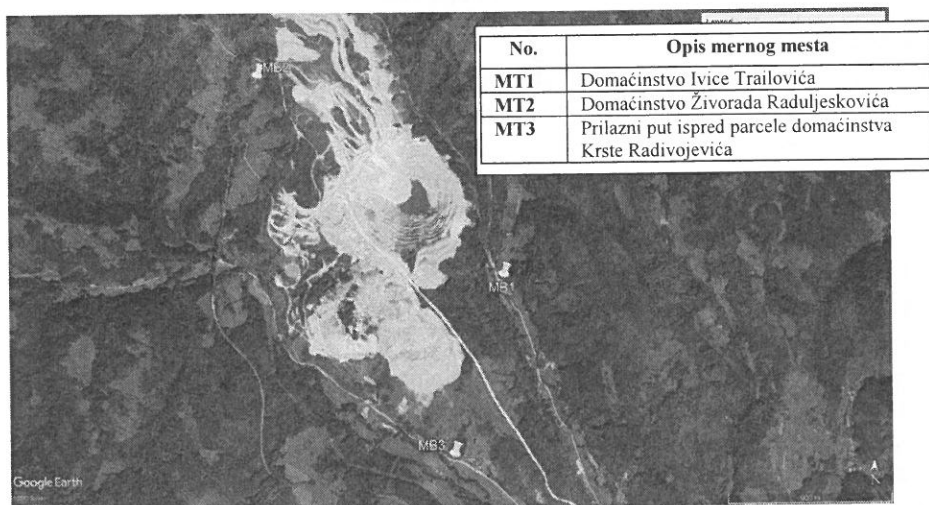 No. Opis mernog mesta
MT1 Domaćinstvo Ivice Trailovića
MT2 Domaćinstvo Živorada Raduljeskovića
MT3 Prilazni put ispred parcele domaćinstva
Krste Radivojevića
MB1
MB3
Google Earth